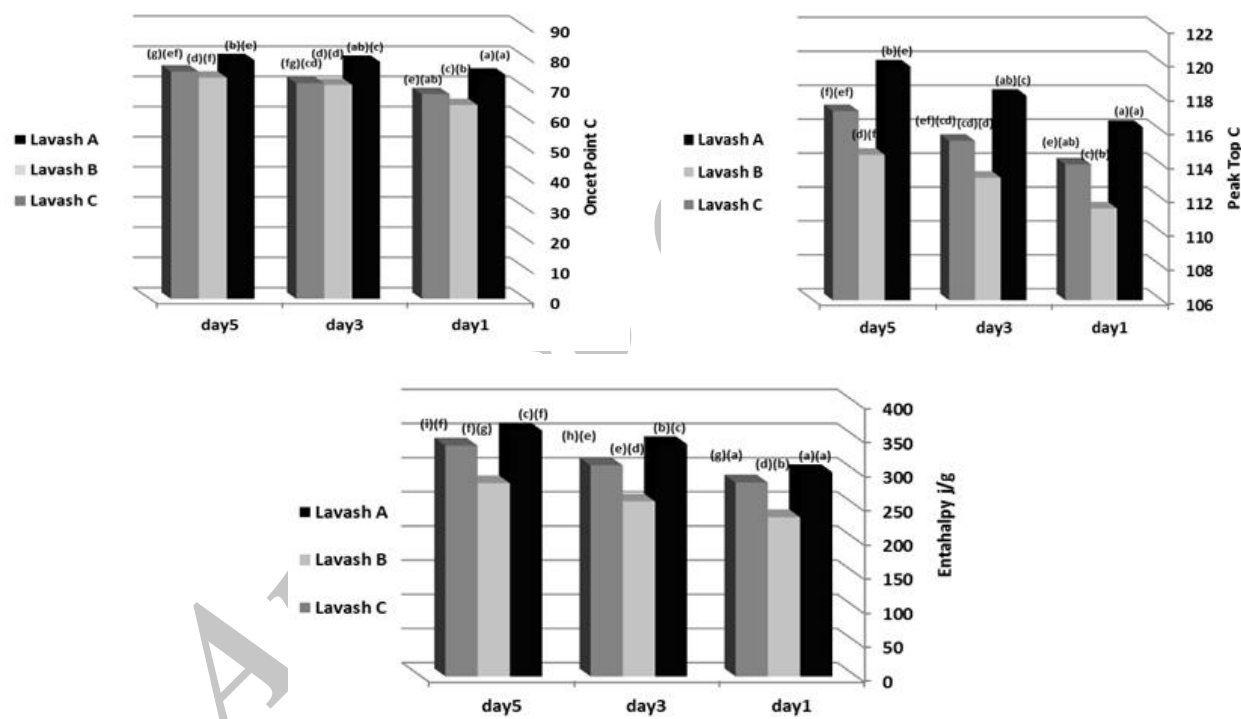 (g)(ef) (d)(f) (b)(e) (fg)(cd) (d)(d) (ab)(c) (e)(ab) (c)(b) (a)(a)
90
80
70
60
50
40
30
20
10
0
Oncet Point C
Lavash A
Lavash B
Lavash C
day5 day3 day1
(f)(ef) (d)(f (b)(e) (ef)(cd) (cd)(d) (ab)(c) (e)(ab) (c)(b) (a)(a)
122
120
118
116
114
112
110
108
106
Peak Top C
Lavash A
Lavash B
Lavash C
day5 day3 day1
(i)(f) (f)(g) (c)(f) (h)(e) (e)(d) (b)(c) (g)(a) (d)(b) (a)(a)
400
350
300
250
200
150
100
50
0
Entahalpy j/g
Lavash A
Lavash B
Lavash C
day5 day3 day1